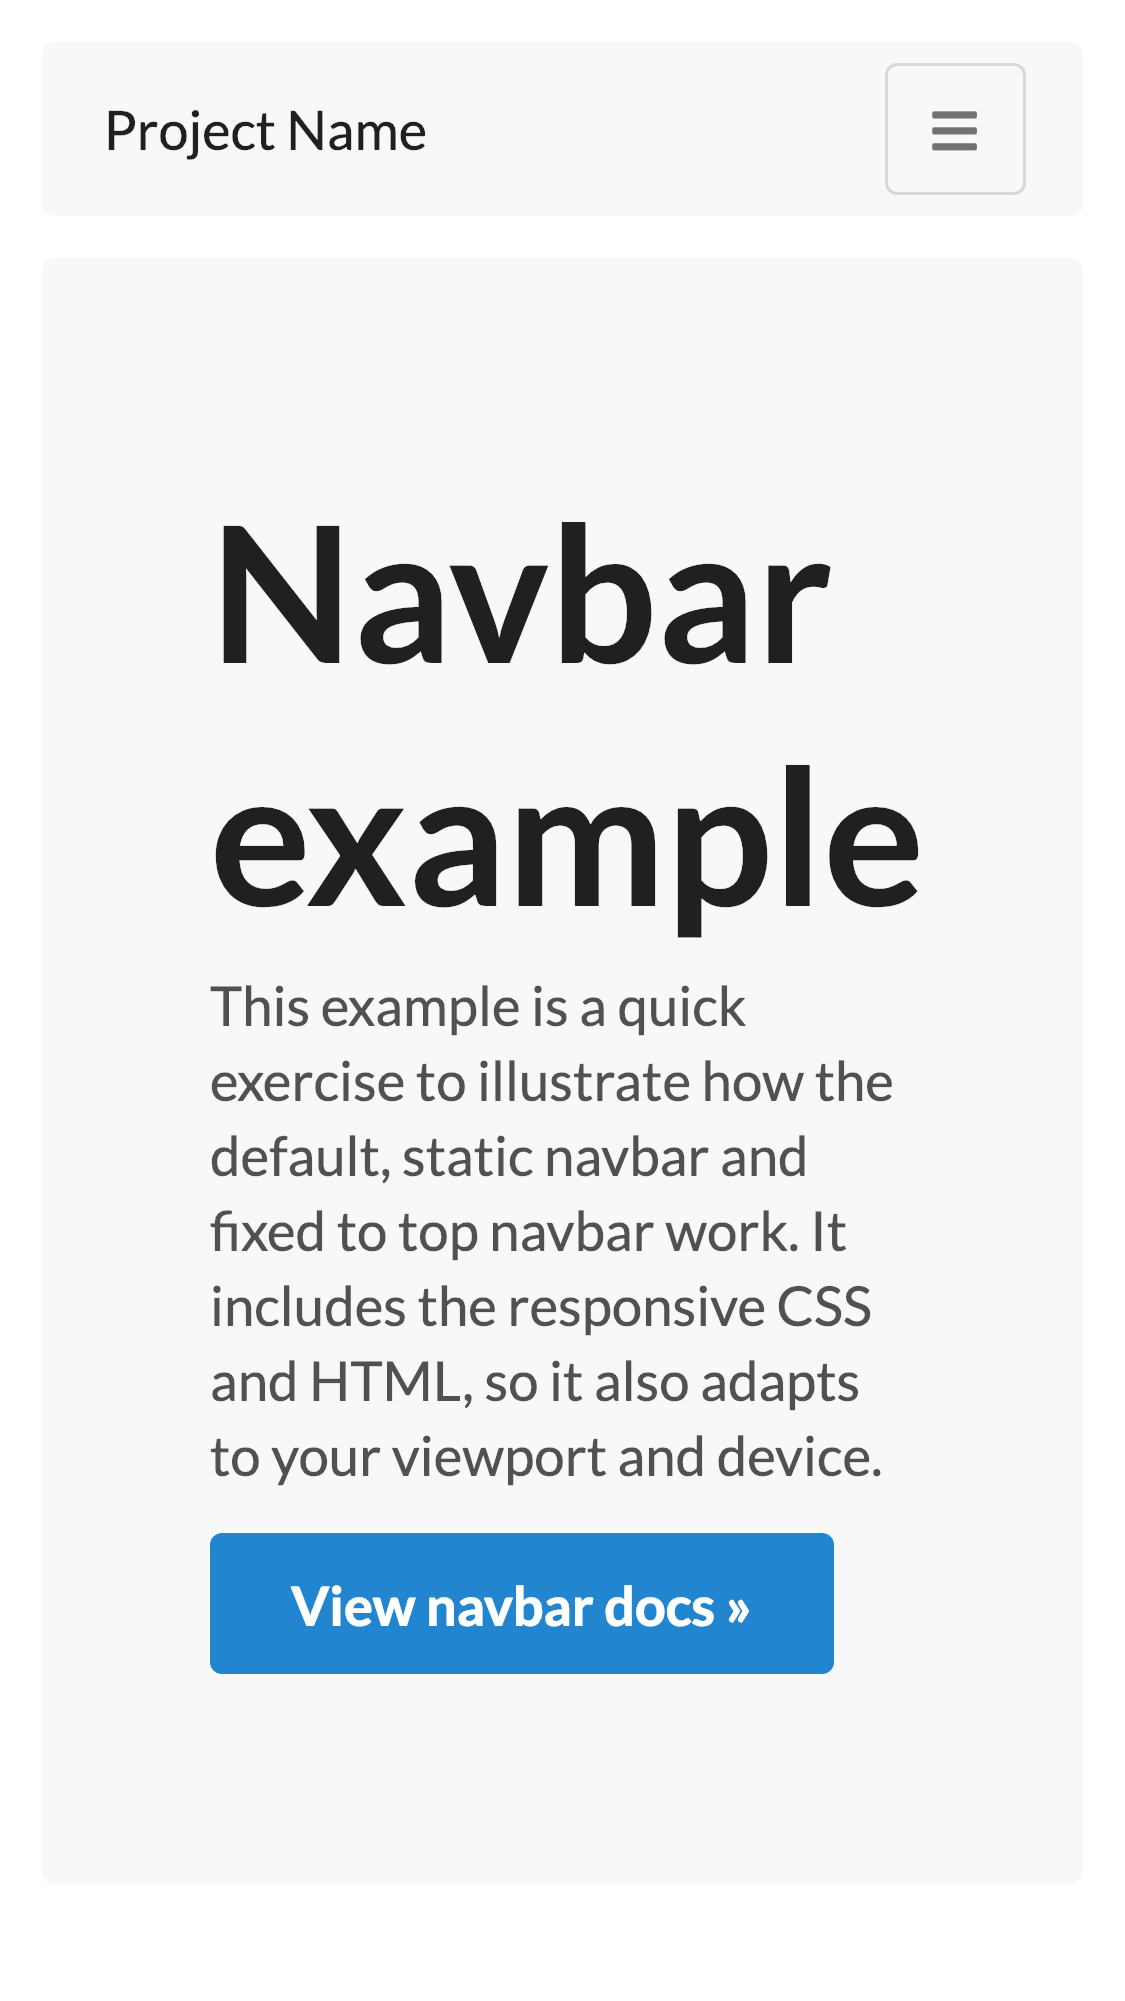 Project Name
Navbar
example
This example is a quick
exercise to illustrate how the
default, static navbar and
fixed to top navbar work. It
includes the responsive CSS
and HTML, so it also adapts
to your viewport and device.
View navbar docs »